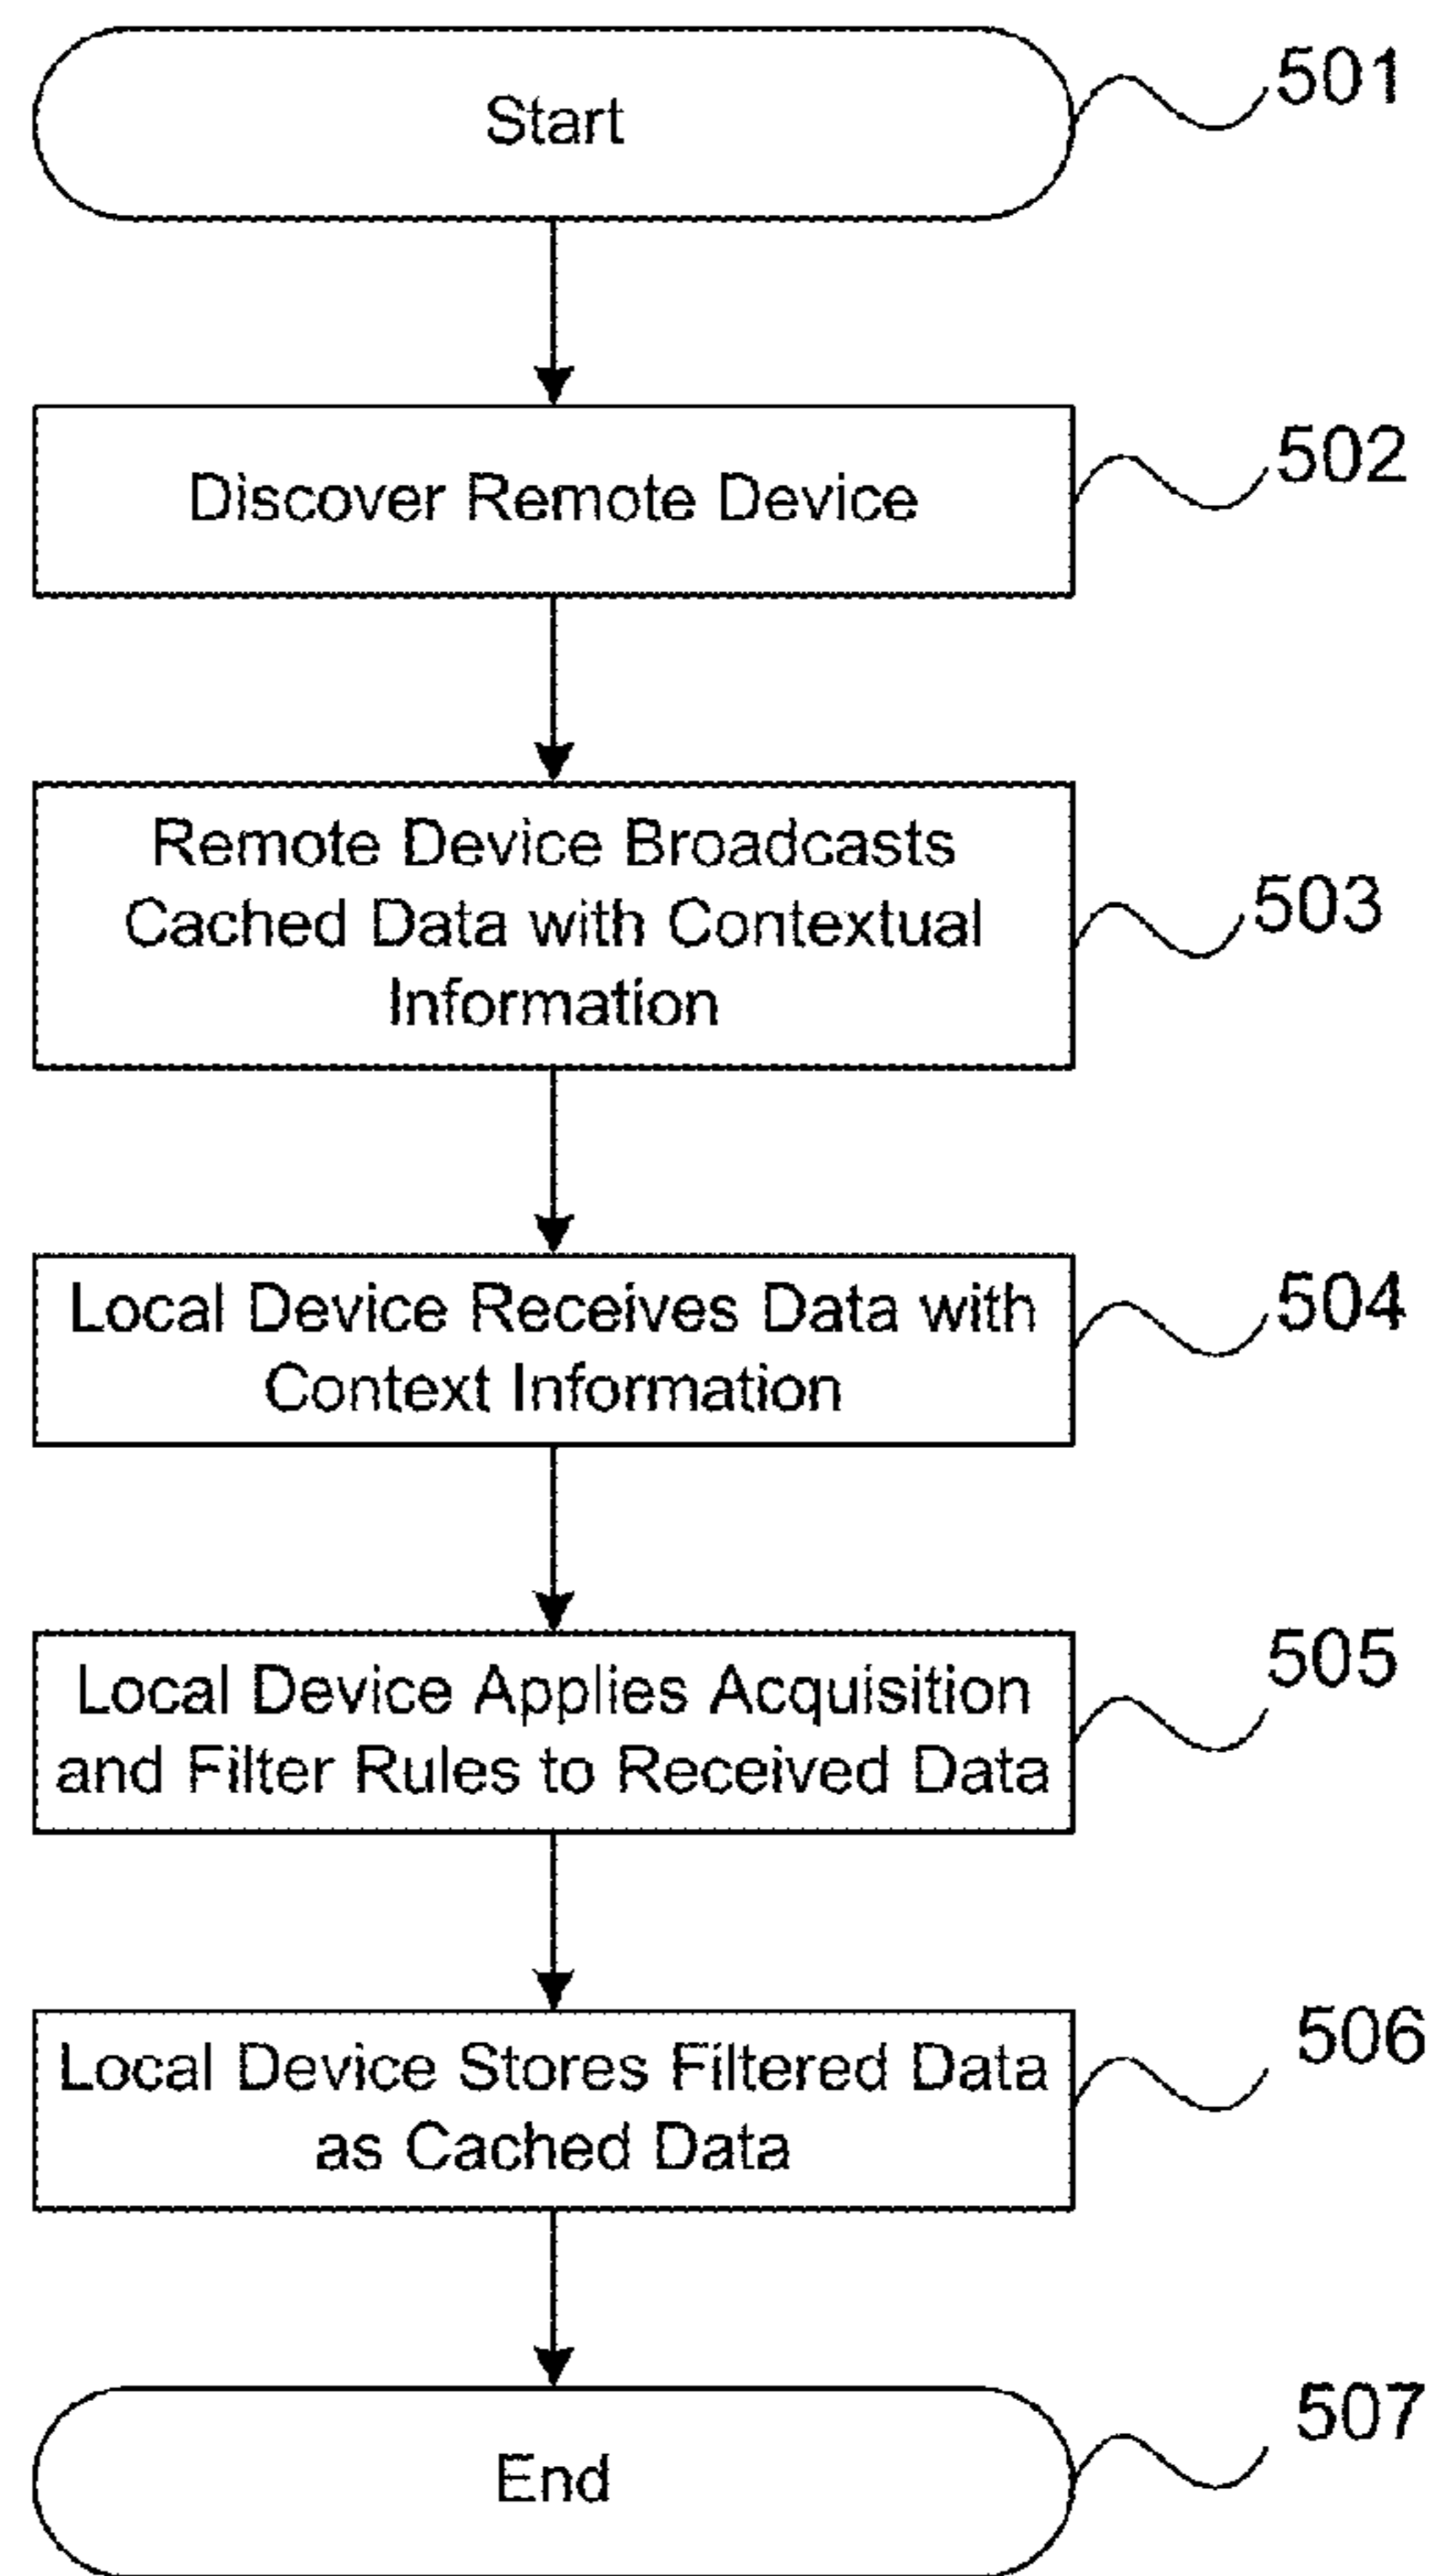 Start
501
Discover Remote Device
502
Remote Device Broadcasts
Cached Data with Contextual
Information
503
Local Device Receives Data with
Context Information
504
Local Device Applies Acquisition
and Filter Rules to Received Data
505
Local Device Stores Filtered Data
as Cached Data
506
End
507